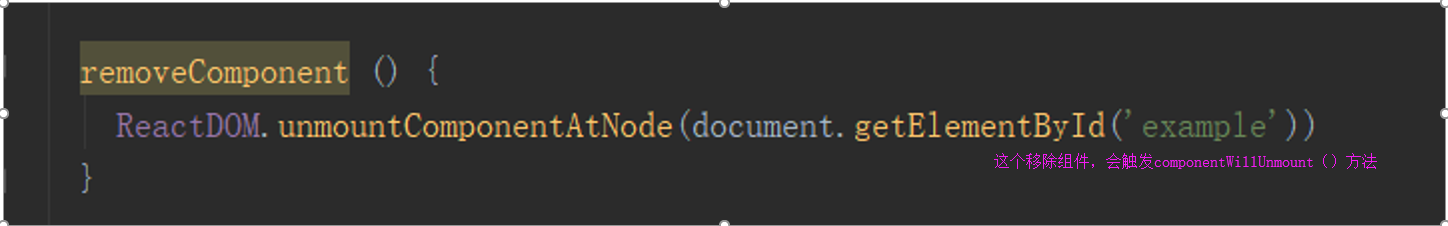 removeComponent () {
ReactDOM.unmountComponentAtNode(document.getElementById('example'))
这个移除组件，会触发componentWillUnmount（）方法
}